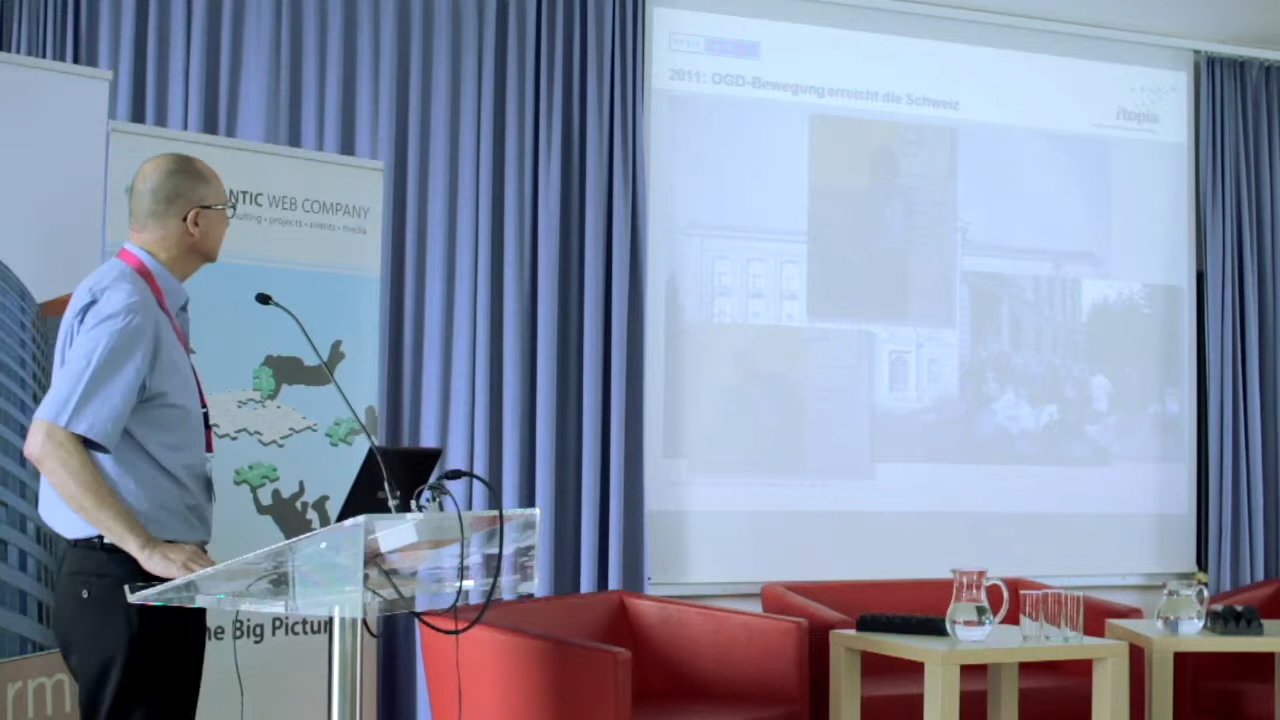 2011: OGD-Bewegung erreicht die Schweiz
itopia
NTIC WEB COMPANY
ulting • projects • events • media
he Big Pictur
rm